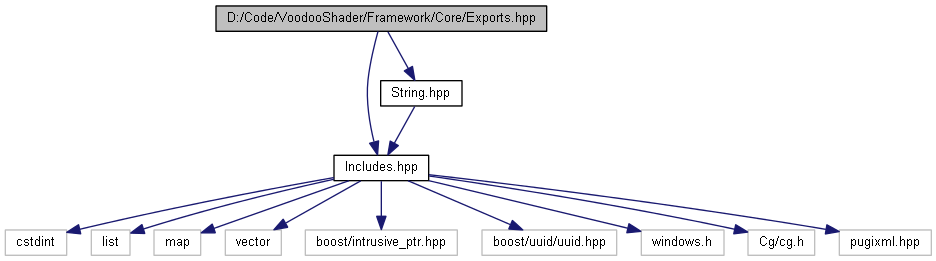 D:/Code/VoodooShader/Framework/Core/Exports.hpp
String.hpp
Includes.hpp
cstdint
list
map
vector
boost/intrusive_ptr.hpp
boost/uuid/uuid.hpp
windows.h
Cg/cg.h
pugixml.hpp